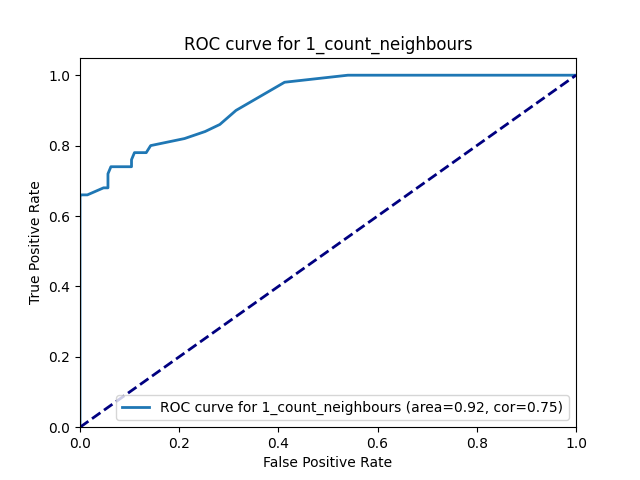 ROC curve for 1_count_neighbours
1.0
0.8
0.6
0.4
0.2
0.0
True Positive Rate
ROC curve for 1_count_neighbours (area=0.92, cor=0.75)
0.0 0.2 0.4 0.6 0.8 1.0
False Positive Rate